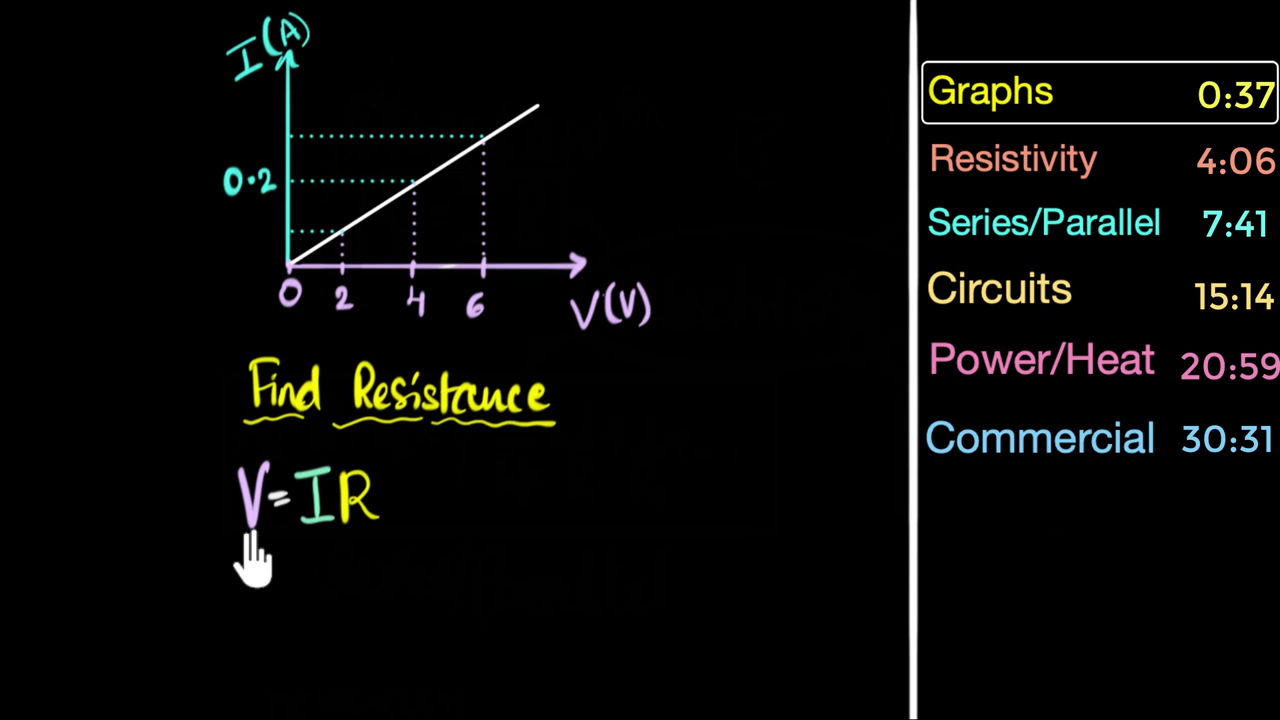 I(A)
0.2
0 2 4 6
V(V)
Find Resistance
V=IR
Graphs 0:37
Resistivity 4:06
Series/Parallel 7:41
Circuits 15:14
Power/Heat 20:59
Commercial 30:31